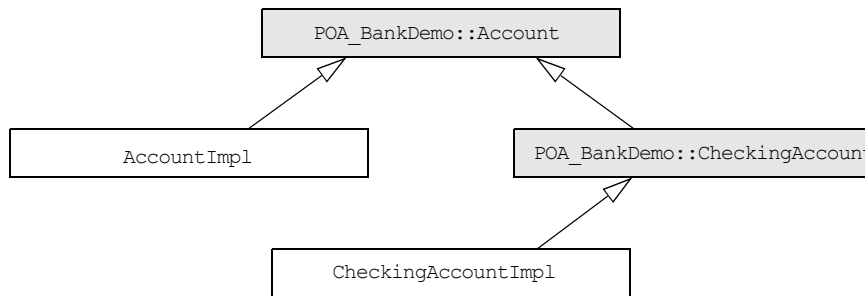 POA_BankDemo::Account
AccountImpl
POA_BankDemo::CheckingAccount
CheckingAccountImpl